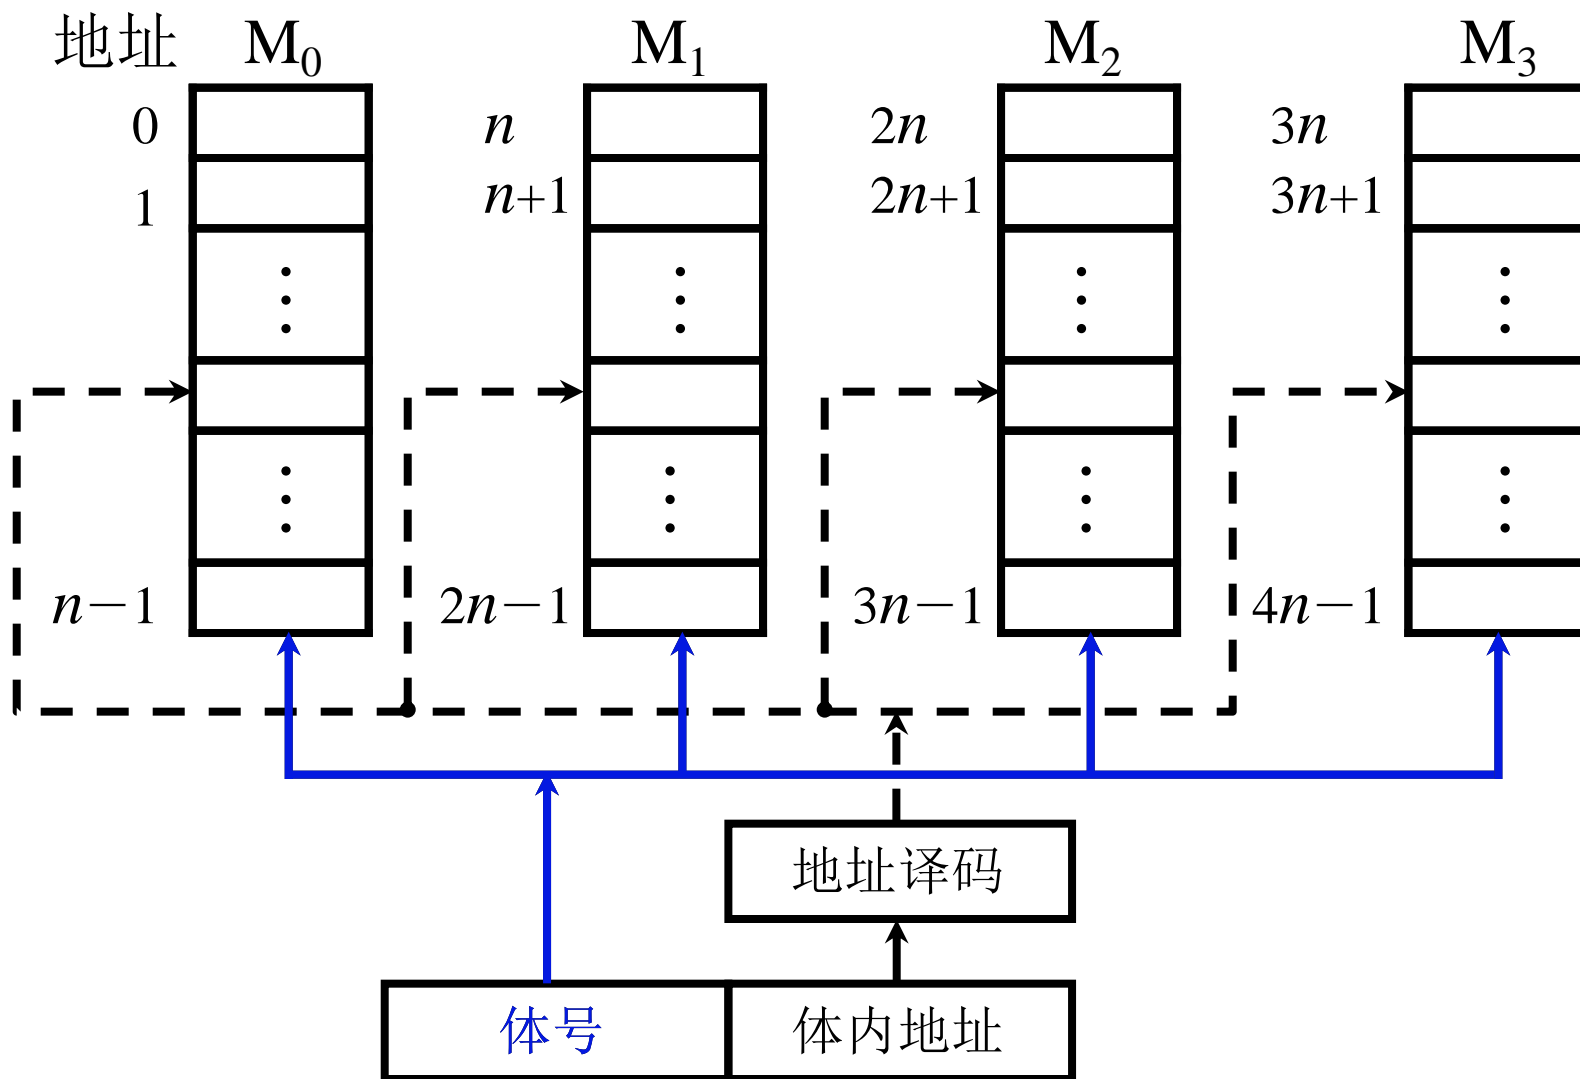 地址 M₀ M₁ M₂ M₃
0 n 2n 3n
1 n+1 2n+1 3n+1
n−1 2n−1 3n−1 4n−1
地址译码
体号 体内地址